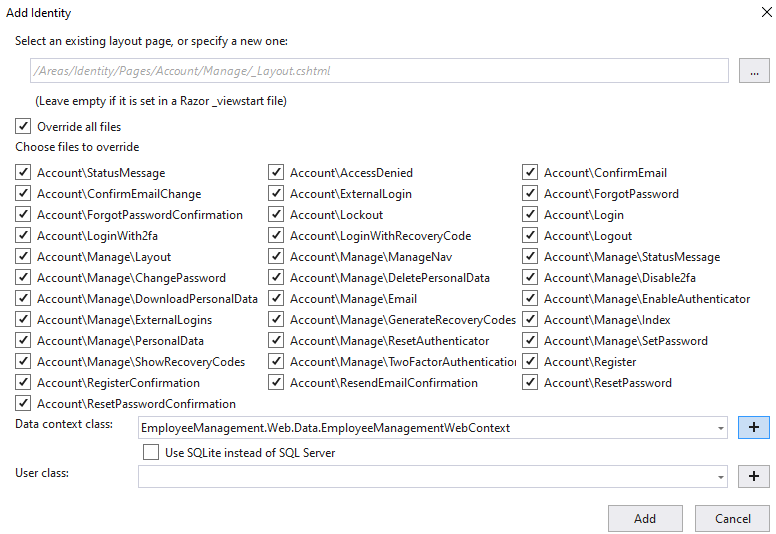 Add Identity
Select an existing layout page, or specify a new one:
/Areas/Identity/Pages/Account/Manage/_Layout.cshtml
...
(Leave empty if it is set in a Razor _viewstart file)
Override all files
Choose files to override
Account\StatusMessage Account\AccessDenied Account\ConfirmEmail
Account\ConfirmEmailChange Account\ExternalLogin Account\ForgotPassword
Account\ForgotPasswordConfirmation Account\Lockout Account\Login
Account\LoginWith2fa Account\LoginWithRecoveryCode Account\Logout
Account\Manage\Layout Account\Manage\ManageNav Account\Manage\StatusMessage
Account\Manage\ChangePassword Account\Manage\DeletePersonalData Account\Manage\Disable2fa
Account\Manage\DownloadPersonalData Account\Manage\Email Account\Manage\EnableAuthenticator
Account\Manage\ExternalLogins Account\Manage\GenerateRecoveryCodes Account\Manage\Index
Account\Manage\PersonalData Account\Manage\ResetAuthenticator Account\Manage\SetPassword
Account\Manage\ShowRecoveryCodes Account\Manage\TwoFactorAuthentication Account\Register
Account\RegisterConfirmation Account\ResendEmailConfirmation Account\ResetPassword
Account\ResetPasswordConfirmation
Data context class: EmployeeManagement.Web.Data.EmployeeManagementWebContext +
Use SQLite instead of SQL Server
User class: +
Add Cancel